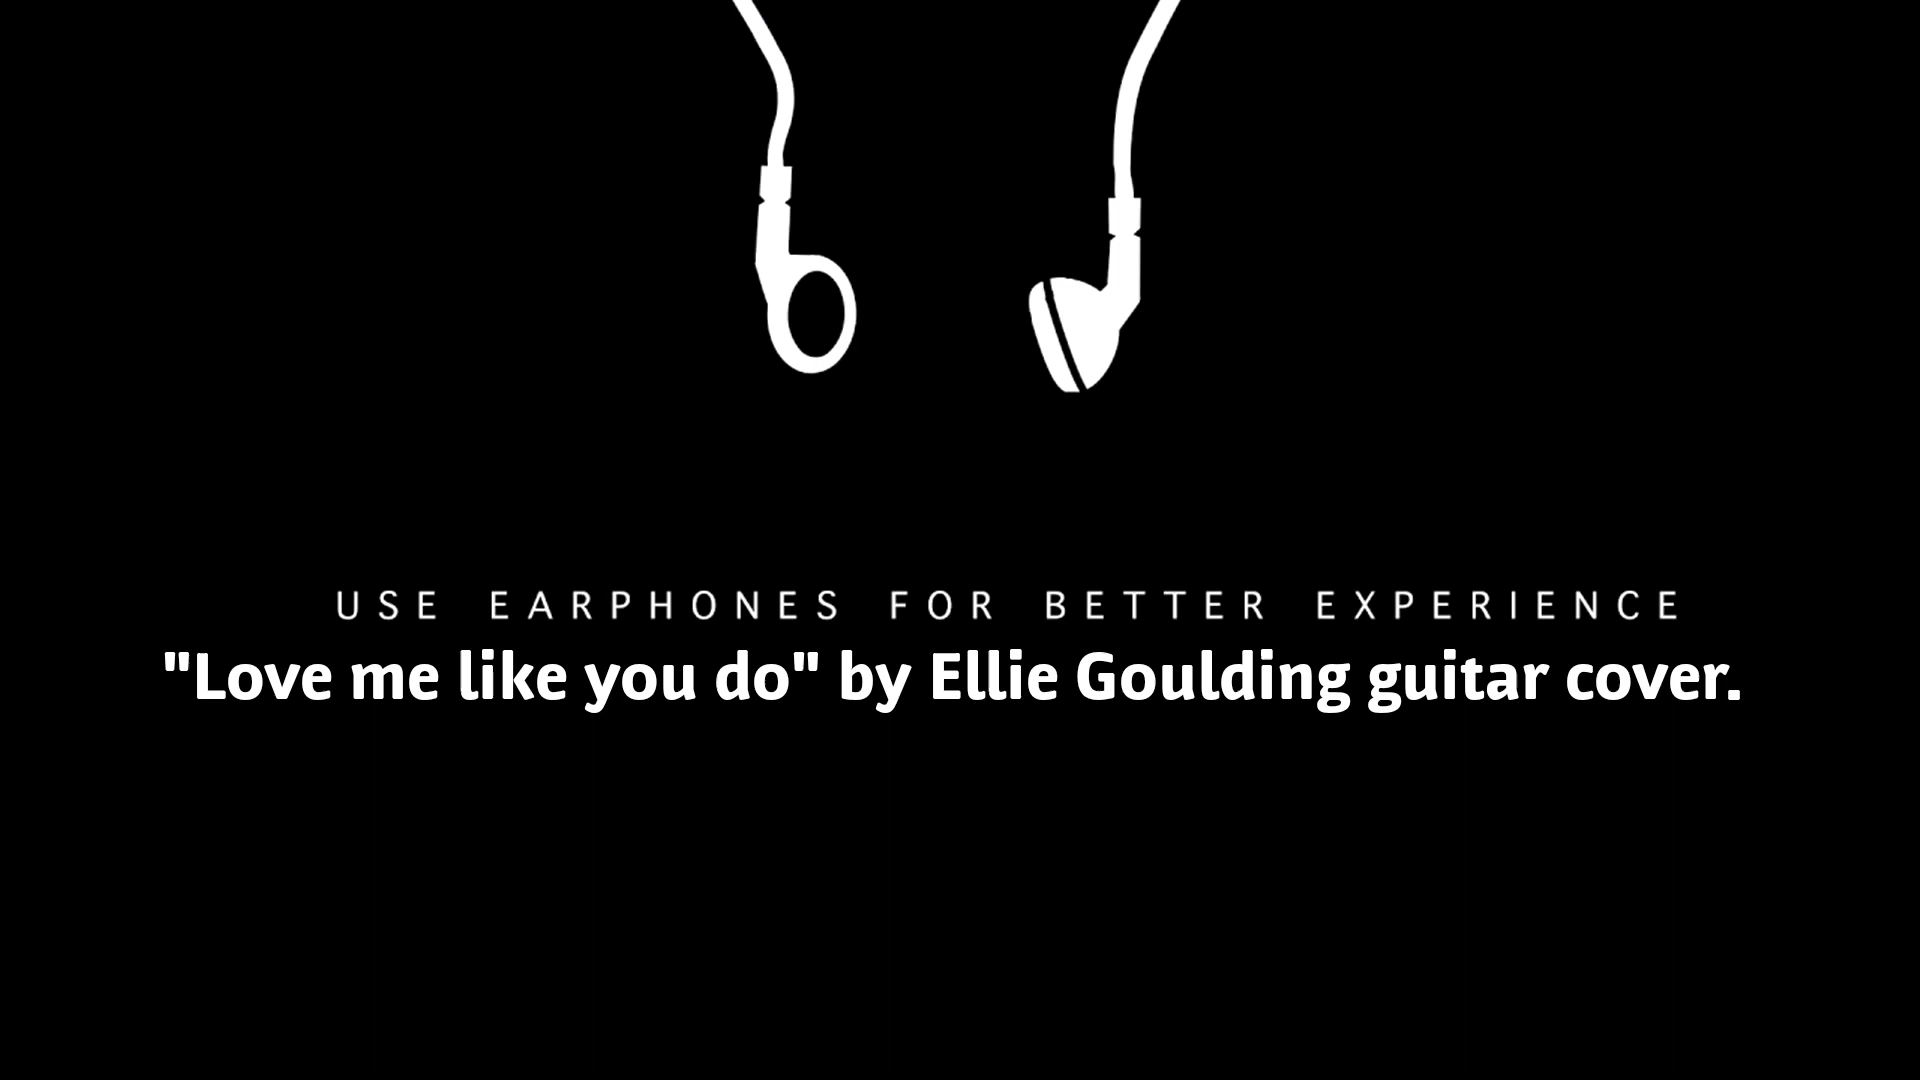 USE EARPHONES FOR BETTER EXPERIENCE
"Love me like you do" by Ellie Goulding guitar cover.